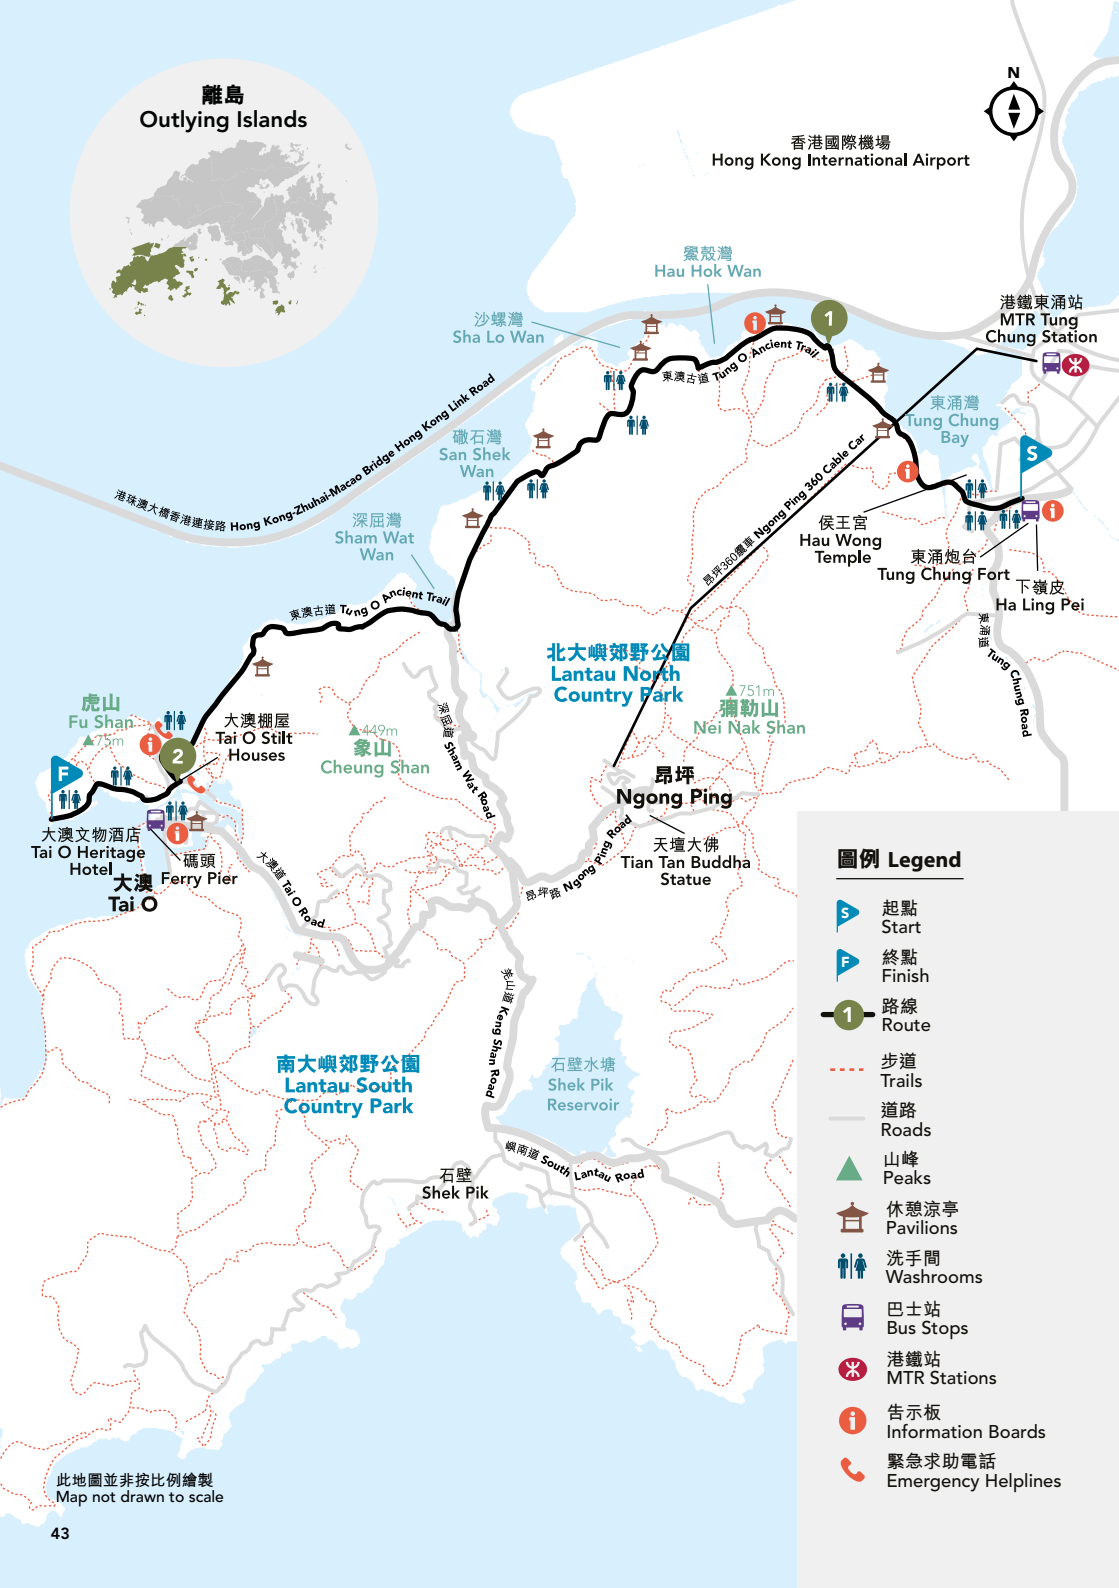 離島
Outlying Islands
N
香港國際機場
Hong Kong International Airport
鱟殼灣
Hau Hok Wan
沙螺灣
Sha Lo Wan
1
港鐵東涌站
MTR Tung
Chung Station
東澳古道 Tung O Ancient Trail
東涌灣
Tung Chung
Bay
港珠澳大橋香港連接路 Hong Kong-Zhuhai-Macao Bridge Hong Kong Link Road
䃟石灣
San Shek
Wan
S
昂坪360纜車 Ngong Ping 360 Cable Car
深屈灣
Sham Wat
Wan
侯王宮
Hau Wong
Temple
東涌炮台
Tung Chung Fort
下嶺皮
Ha Ling Pei
東澳古道 Tung O Ancient Trail
東涌道 Tung Chung Road
北大嶼郊野公園
Lantau North
Country Park
▲751m
彌勒山
Nei Nak Shan
虎山
Fu Shan
▲75m
大澳棚屋
Tai O Stilt
Houses
▲449m
象山
Cheung Shan
深屈道 Sham Wat Road
2
F
昂坪
Ngong Ping
大澳文物酒店
Tai O Heritage
Hotel
碼頭
Ferry Pier
大澳
Tai O
大澳道 Tai O Road
昂坪路 Ngong Ping Road
天壇大佛
Tian Tan Buddha
Statue
羗山道 Keng Shan Road
南大嶼郊野公園
Lantau South
Country Park
石壁水塘
Shek Pik
Reservoir
嶼南道 South Lantau Road
石壁
Shek Pik
圖例 Legend
S
起點
Start
F
終點
Finish
1
路線
Route
步道
Trails
道路
Roads
山峰
Peaks
休憩涼亭
Pavilions
洗手間
Washrooms
巴士站
Bus Stops
港鐵站
MTR Stations
告示板
Information Boards
緊急求助電話
Emergency Helplines
此地圖並非按比例繪製
Map not drawn to scale
43